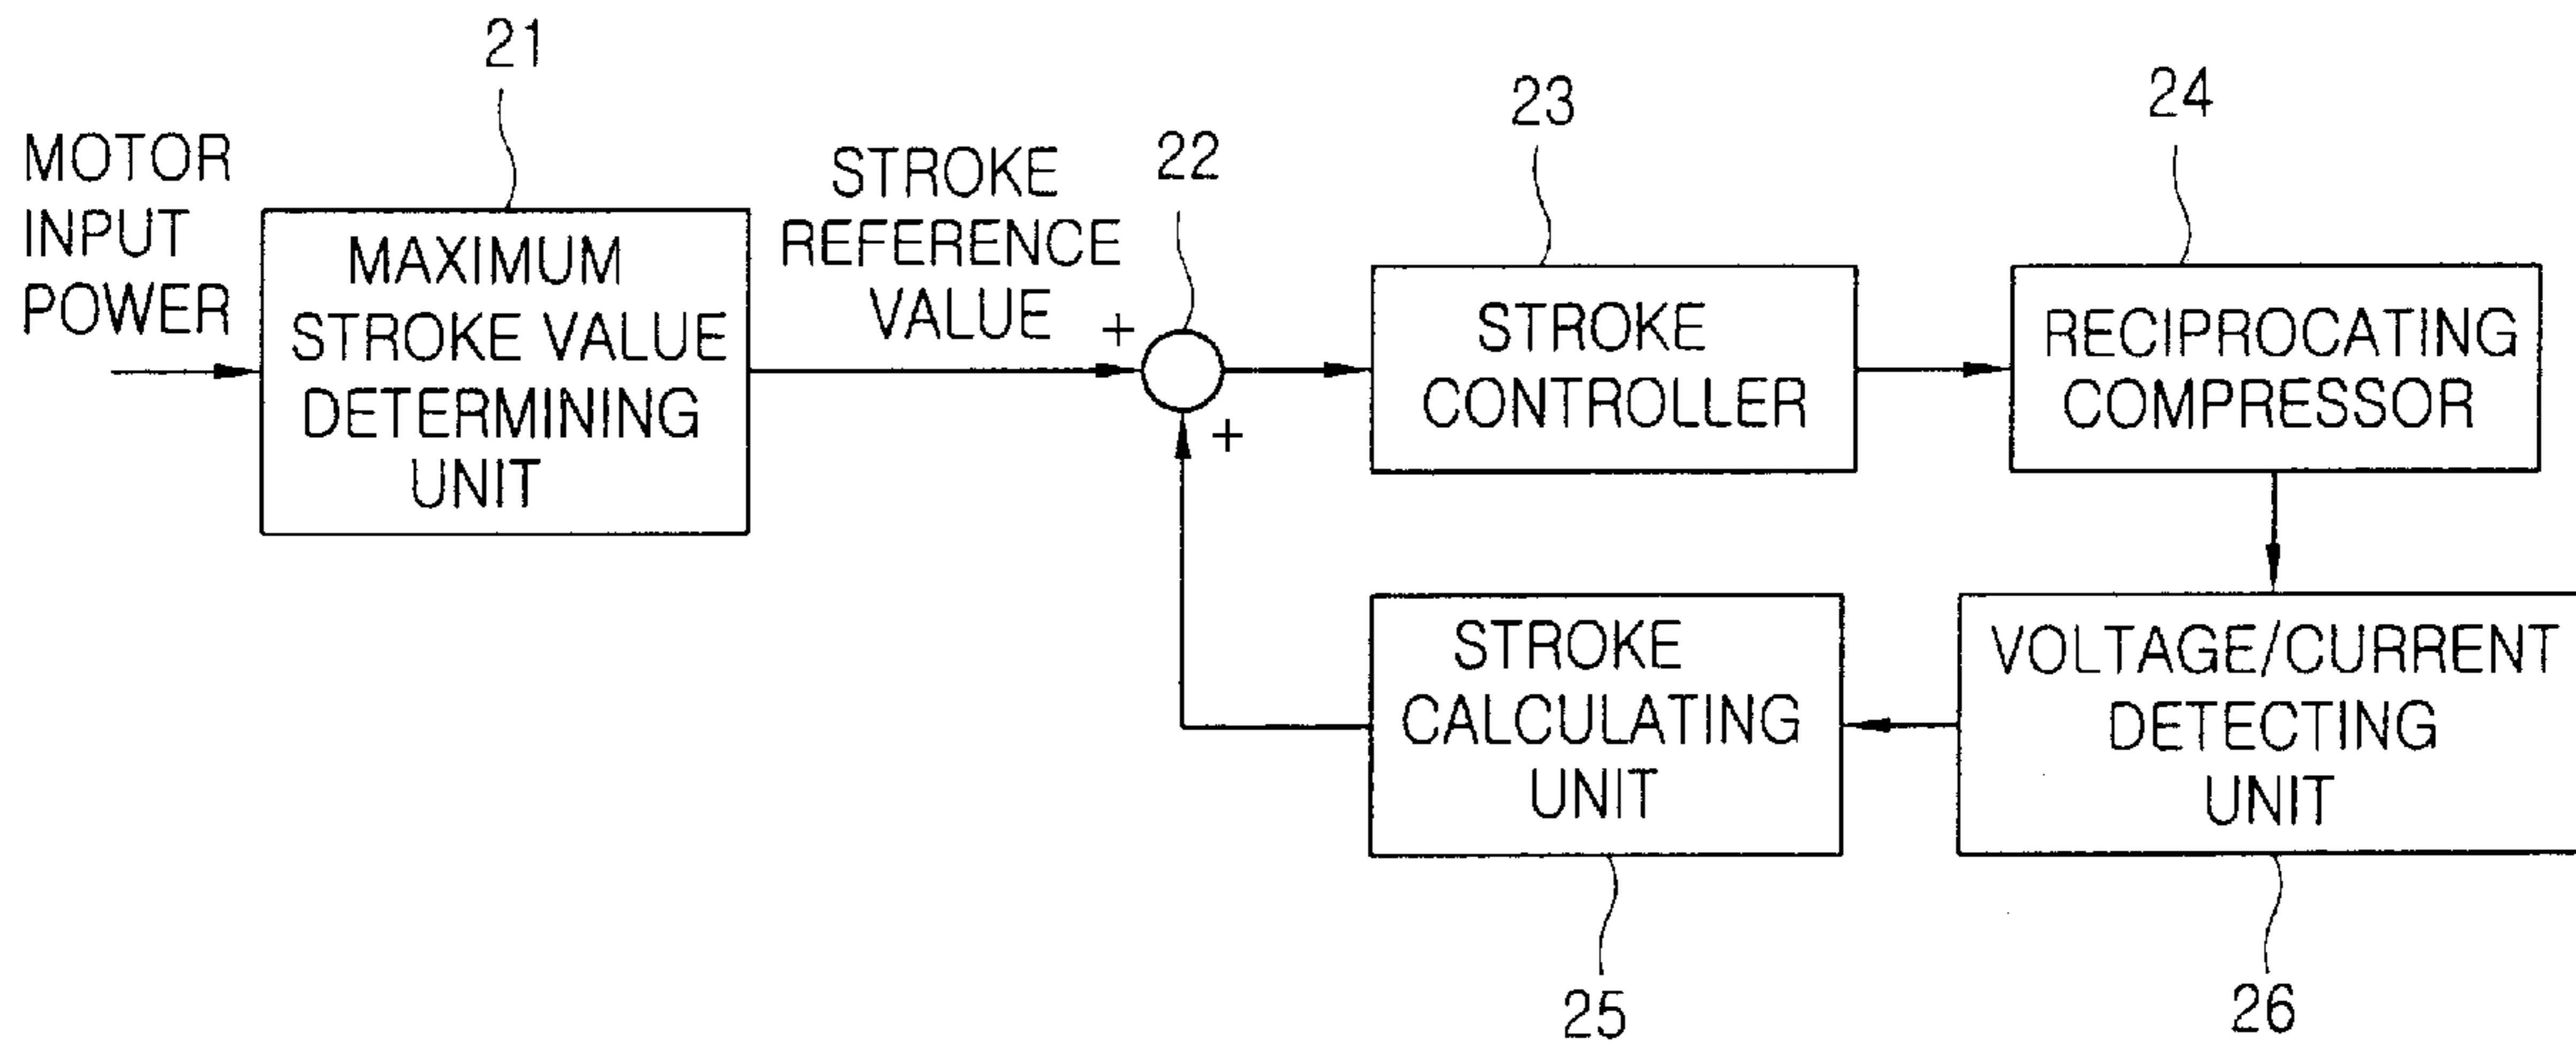 21
MOTOR
INPUT
POWER
MAXIMUM
STROKE VALUE
DETERMINING
UNIT
STROKE
REFERENCE
VALUE
+
22
+
23
STROKE
CONTROLLER
24
RECIPROCATING
COMPRESSOR
STROKE
CALCULATING
UNIT
25
VOLTAGE/CURRENT
DETECTING
UNIT
26